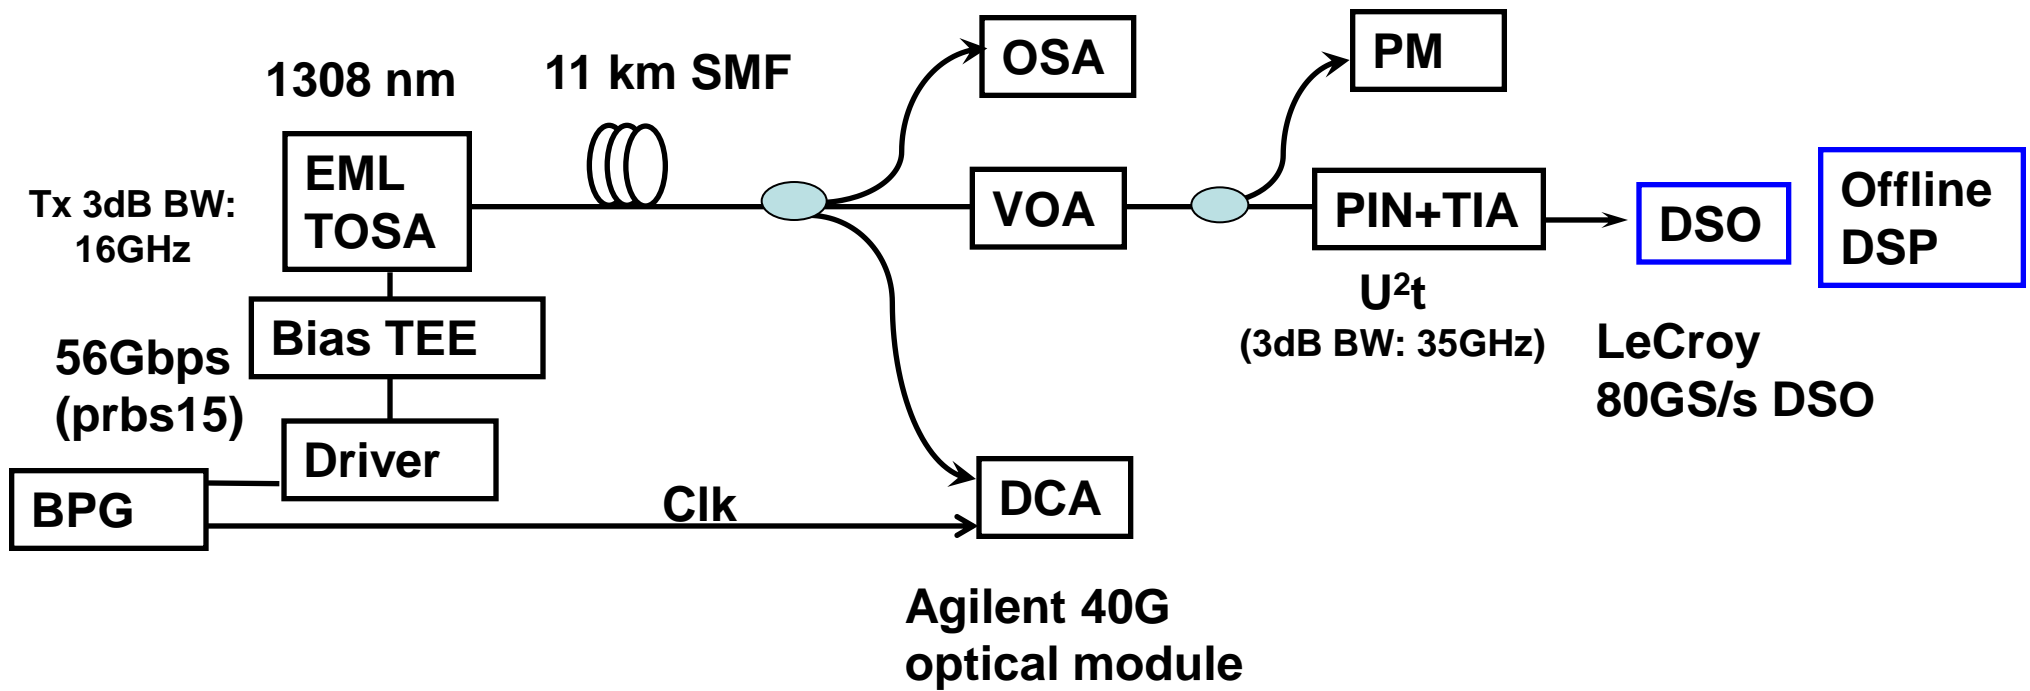 1308 nm
11 km SMF
OSA
PM
EML
TOSA
Tx 3dB BW:
16GHz
VOA
PIN+TIA
DSO
Offline
DSP
U²t
(3dB BW: 35GHz)
LeCroy
80GS/s DSO
Bias TEE
56Gbps
(prbs15)
Driver
BPG
Clk
DCA
Agilent 40G
optical module